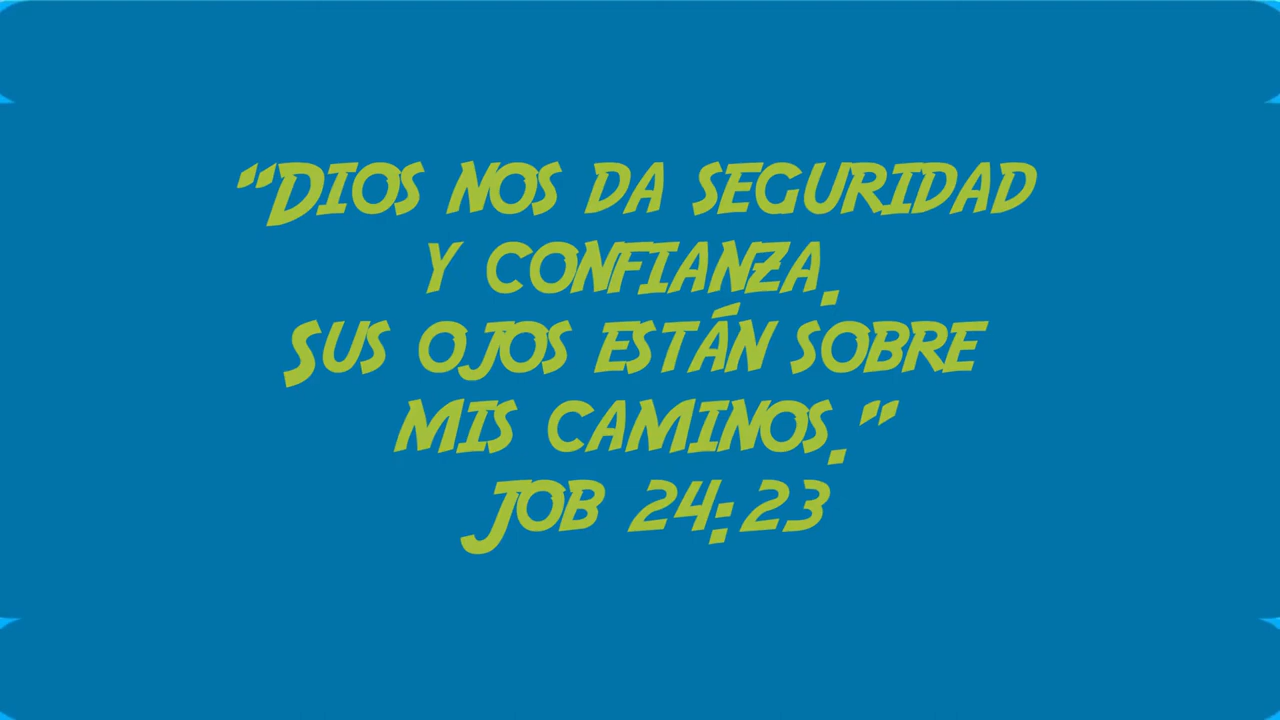 "Dios nos da seguridad
y confianza.
Sus ojos están sobre
mis caminos."
Job 24:23